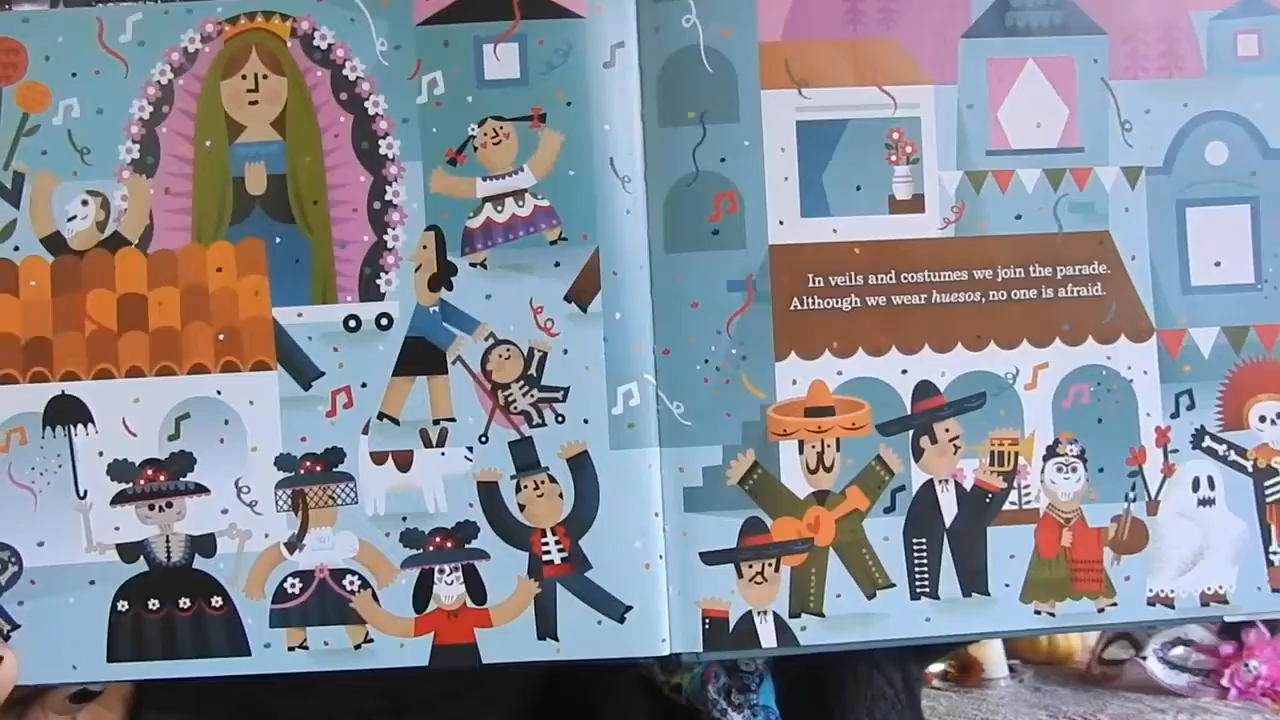 In veils and costumes we join the parade.
Although we wear huesos, no one is afraid.